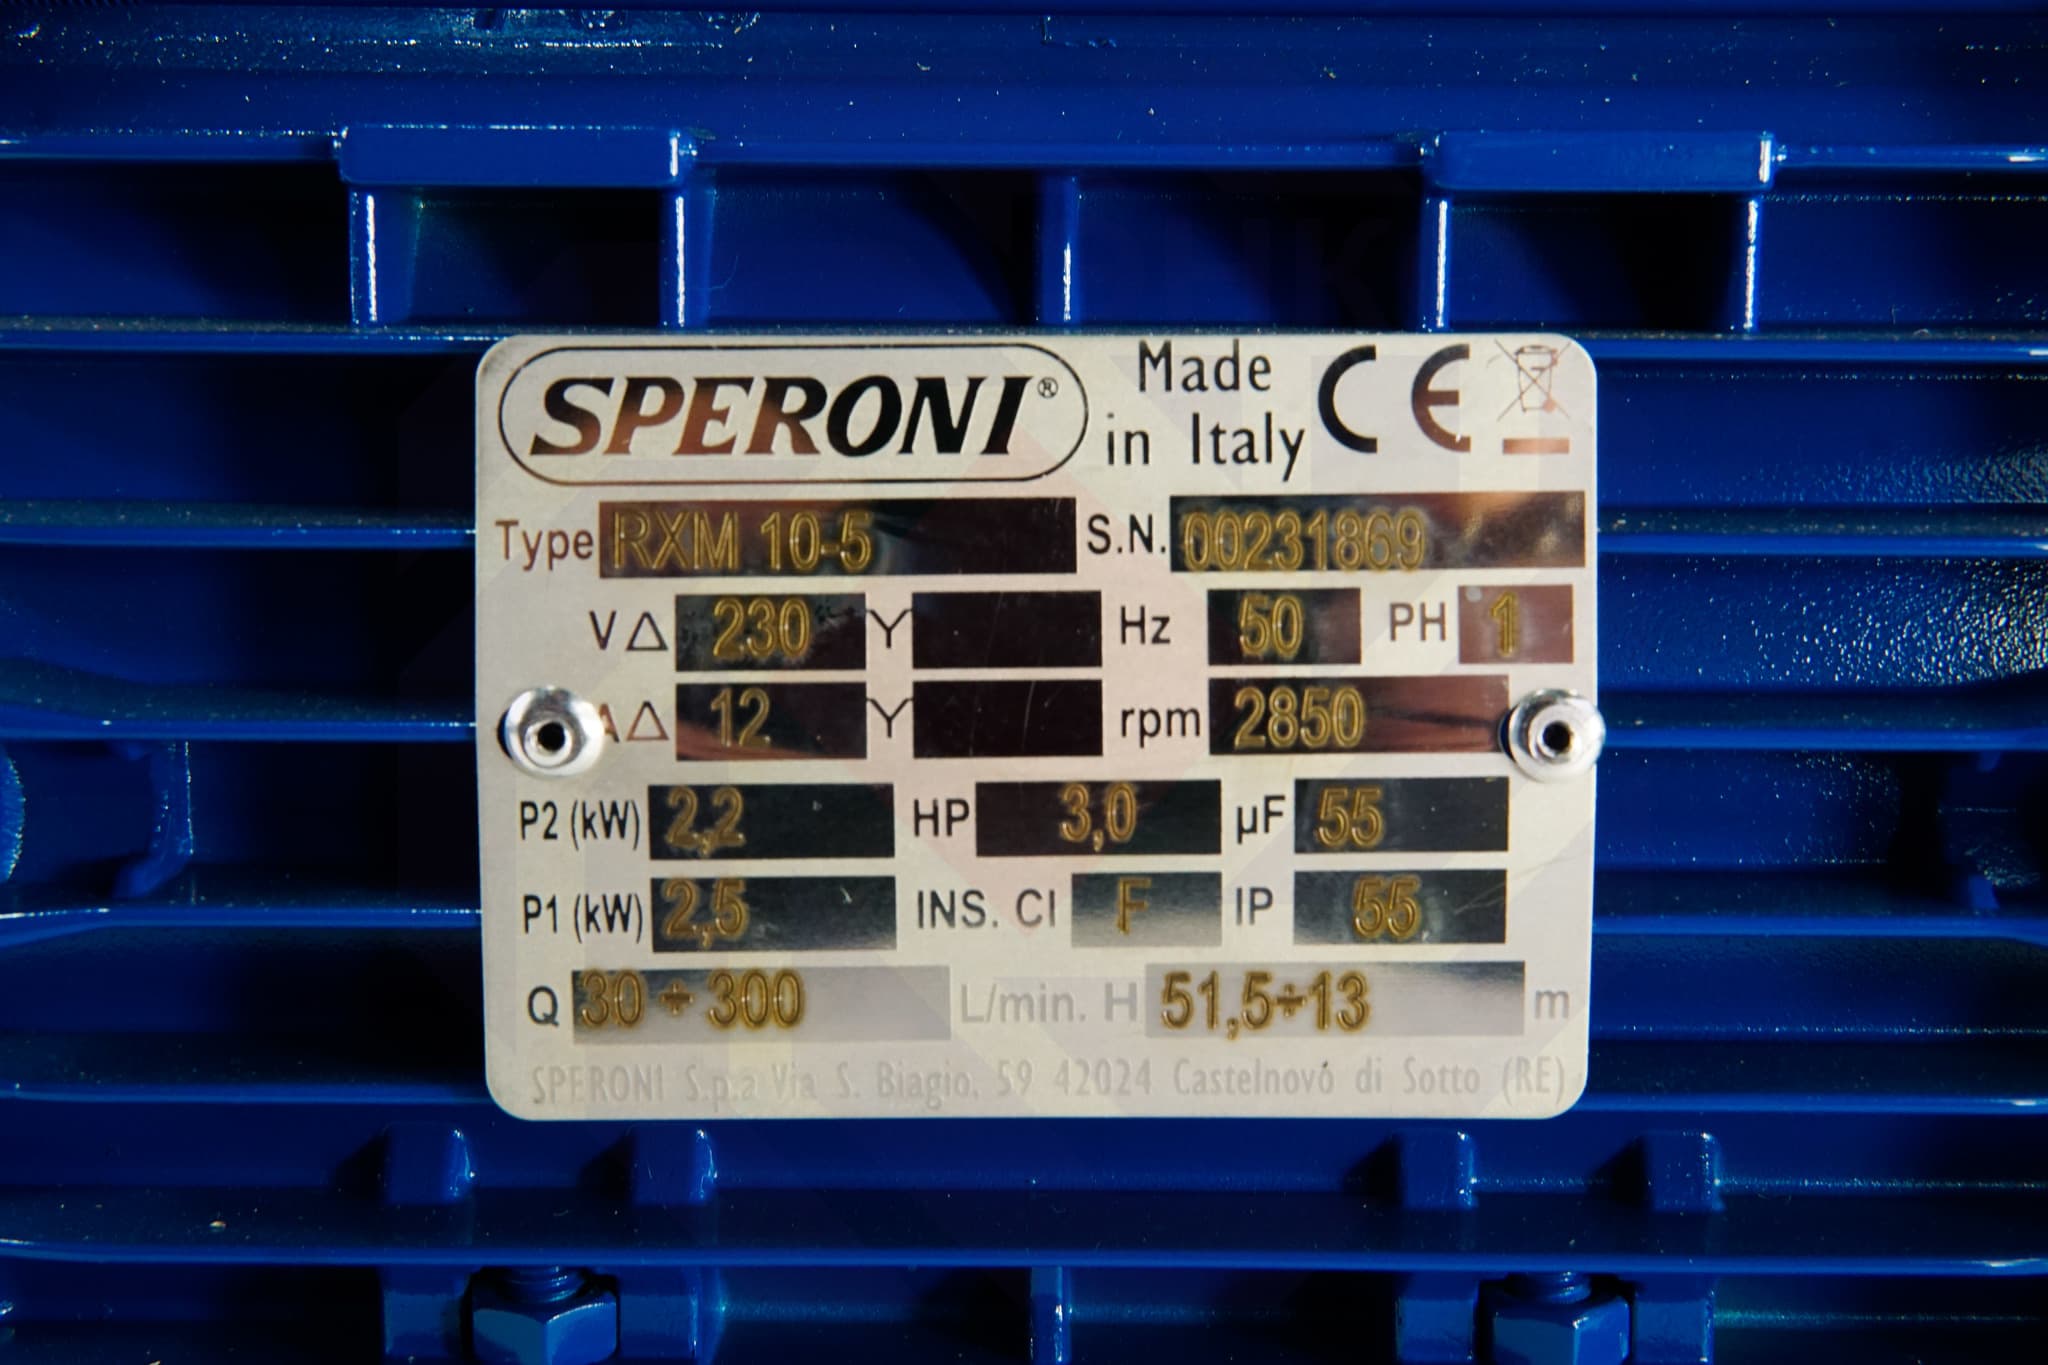 SPERONI® Made in Italy CE
Type RXM 10-5 S.N. 00231869
V △ 230 Y Hz 50 PH 1
A △ 12 Y rpm 2850
P2 (kW) 2,2 HP 3,0 µF 55
P1 (kW) 2,5 INS. Cl F IP 55
Q 30 ÷ 300 L/min. H 51,5÷13 m
SPERONI S.p.a Via S. Biagio, 59 42024 Castelnovó di Sotto (RE)